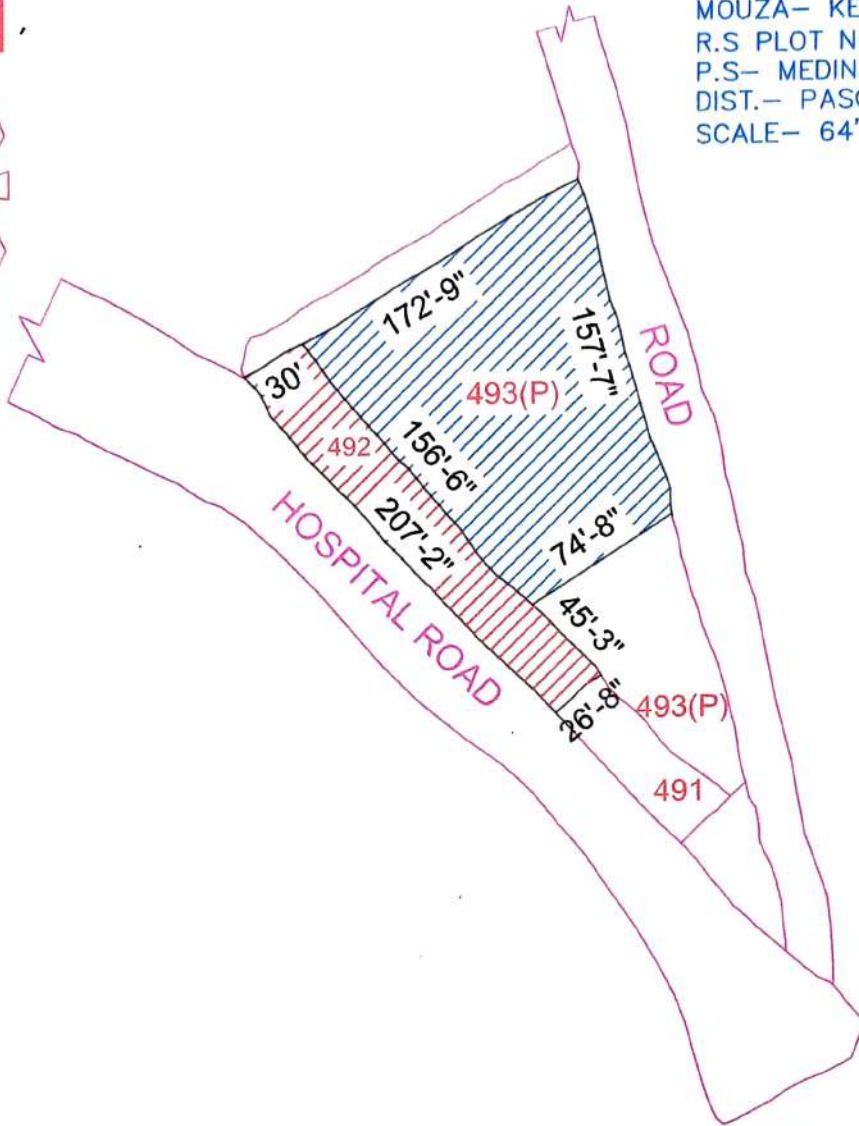 MOUZA– KE
R.S PLOT N
P.S– MEDIN
DIST.– PASC
SCALE– 64'
172'-9"
157'-7"
ROAD
30'
493(P)
492
156'-6"
207'-2"
74'-8"
HOSPITAL ROAD
45'-3"
26'-8"
493(P)
491